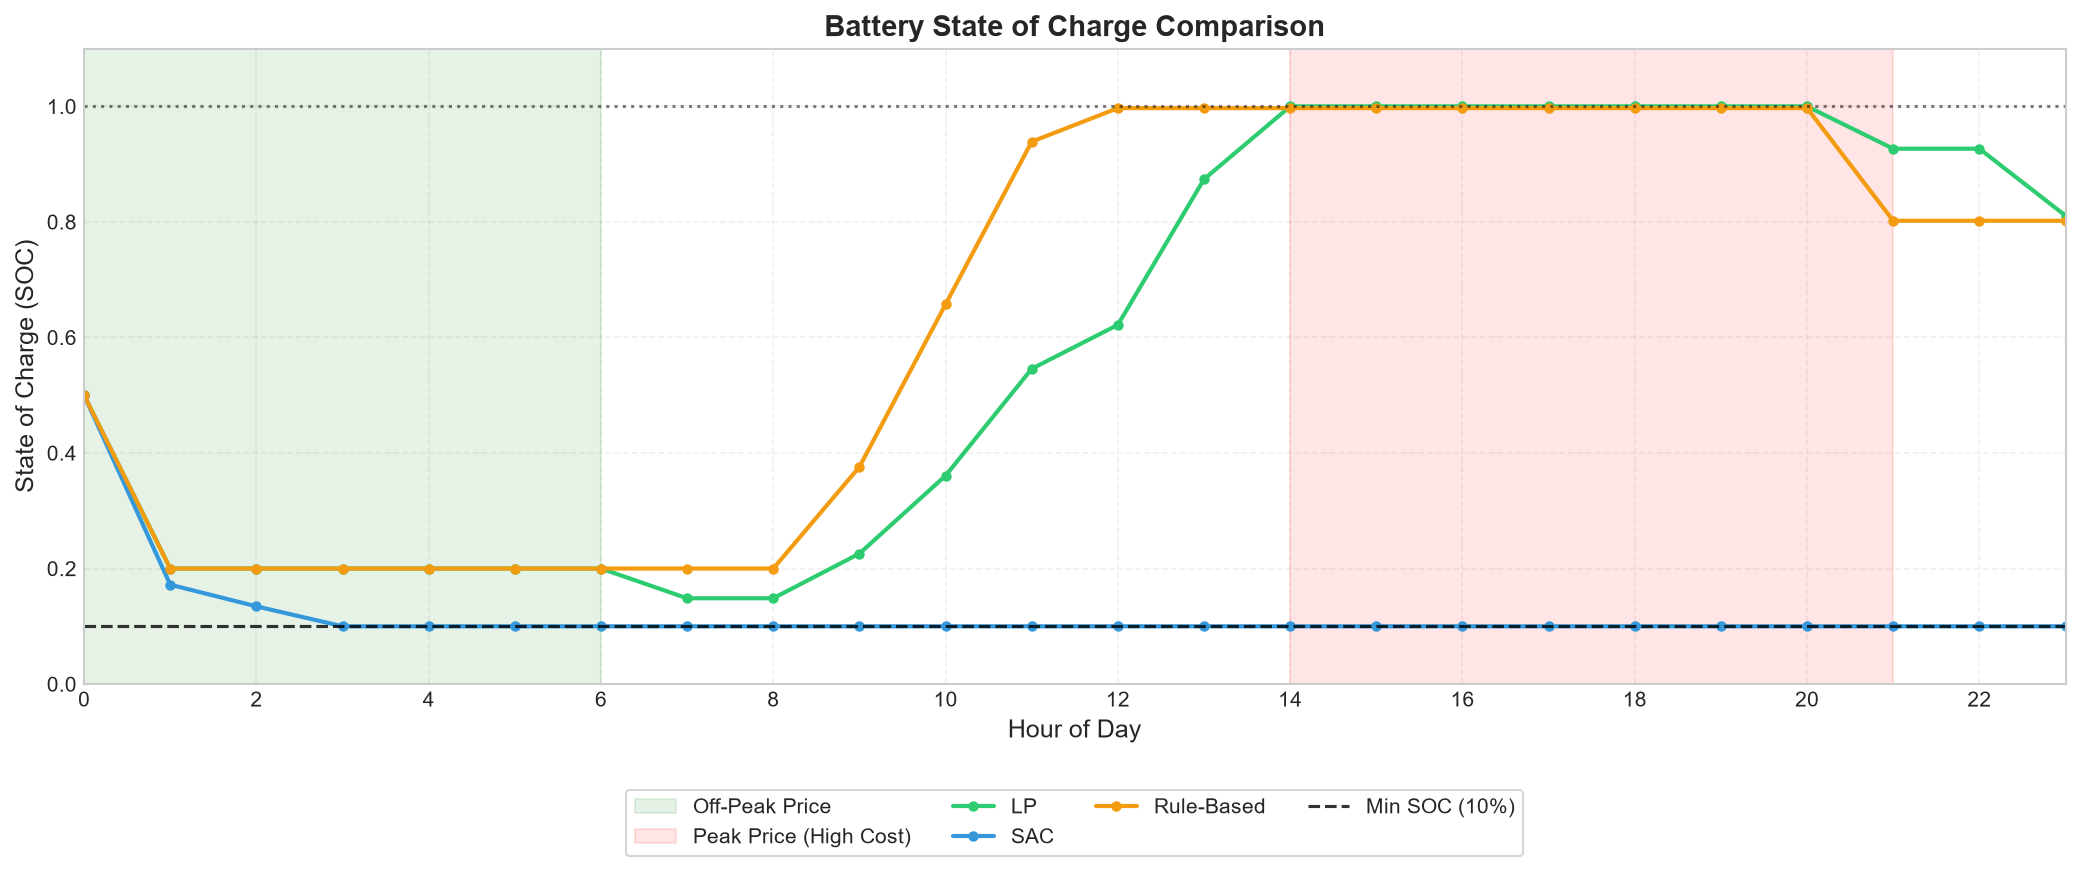 Battery State of Charge Comparison
State of Charge (SOC)
1.0
0.8
0.6
0.4
0.2
0.0
0 2 4 6 8 10 12 14 16 18 20 22
Hour of Day
Off-Peak Price LP Rule-Based Min SOC (10%)
Peak Price (High Cost) SAC